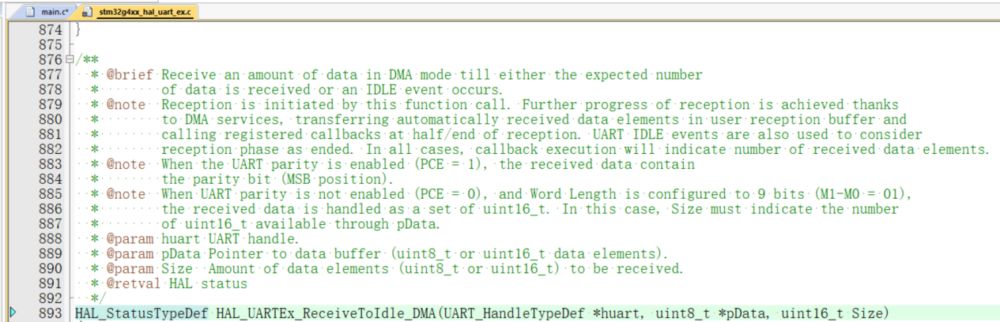 main.c* stm32g4xx_hal_uart_ex.c
874 }
875
876 /**
877 * @brief Receive an amount of data in DMA mode till either the expected number
878 * of data is received or an IDLE event occurs.
879 * @note Reception is initiated by this function call. Further progress of reception is achieved thanks
880 * to DMA services, transferring automatically received data elements in user reception buffer and
881 * calling registered callbacks at half/end of reception. UART IDLE events are also used to consider
882 * reception phase as ended. In all cases, callback execution will indicate number of received data elements.
883 * @note When the UART parity is enabled (PCE = 1), the received data contain
884 * the parity bit (MSB position).
885 * @note When UART parity is not enabled (PCE = 0), and Word Length is configured to 9 bits (M1-M0 = 01),
886 * the received data is handled as a set of uint16_t. In this case, Size must indicate the number
887 * of uint16_t available through pData.
888 * @param huart UART handle.
889 * @param pData Pointer to data buffer (uint8_t or uint16_t data elements).
890 * @param Size Amount of data elements (uint8_t or uint16_t) to be received.
891 * @retval HAL status
892 */
893 HAL_StatusTypeDef HAL_UARTEx_ReceiveToIdle_DMA(UART_HandleTypeDef *huart, uint8_t *pData, uint16_t Size)